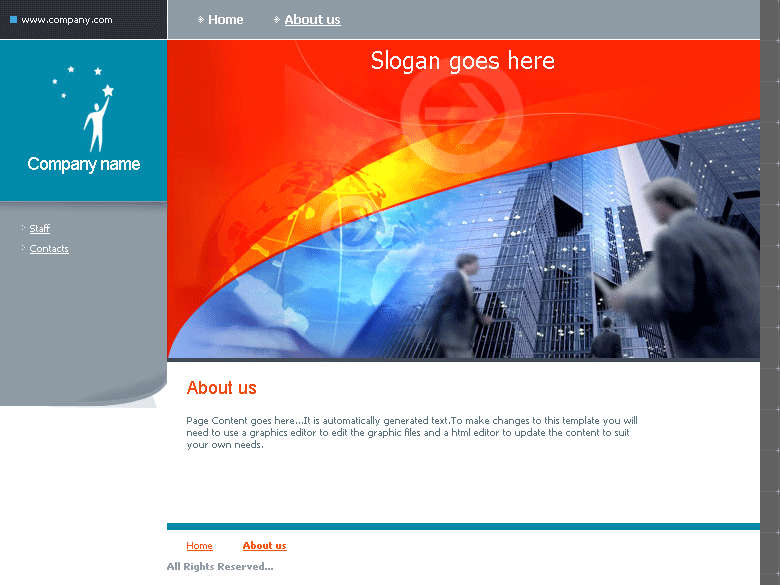 www.company.com
Home
About us
Slogan goes here
Company name
Staff
Contacts
About us
Page Content goes here...It is automatically generated text.To make changes to this template you will
need to use a graphics editor to edit the graphic files and a html editor to update the content to suit
your own needs.
Home
About us
All Rights Reserved...